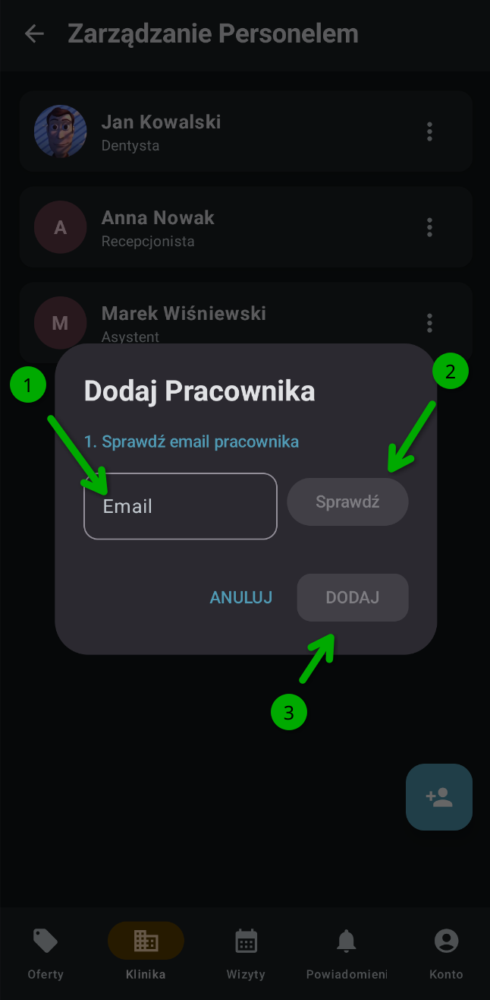 Zarządzanie Personelem
Jan Kowalski
Dentysta
A
Anna Nowak
Recepcjonista
M
Marek Wiśniewski
Asystent
1
2
Dodaj Pracownika
1. Sprawdź email pracownika
Email
Sprawdź
ANULUJ
DODAJ
3
Oferty
Klinika
Wizyty
Powiadomieni
Konto